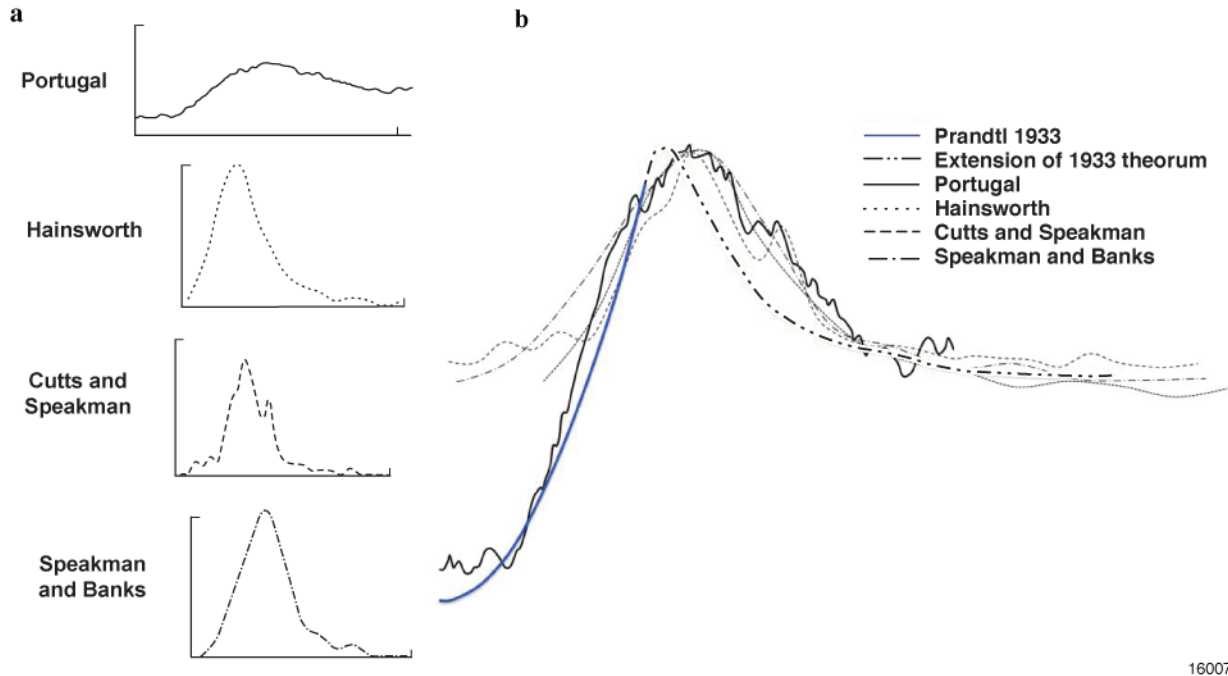 a
Portugal
Hainsworth
Cutts and
Speakman
Speakman
and Banks
b
Prandtl 1933
Extension of 1933 theorum
Portugal
Hainsworth
Cutts and Speakman
Speakman and Banks
16007